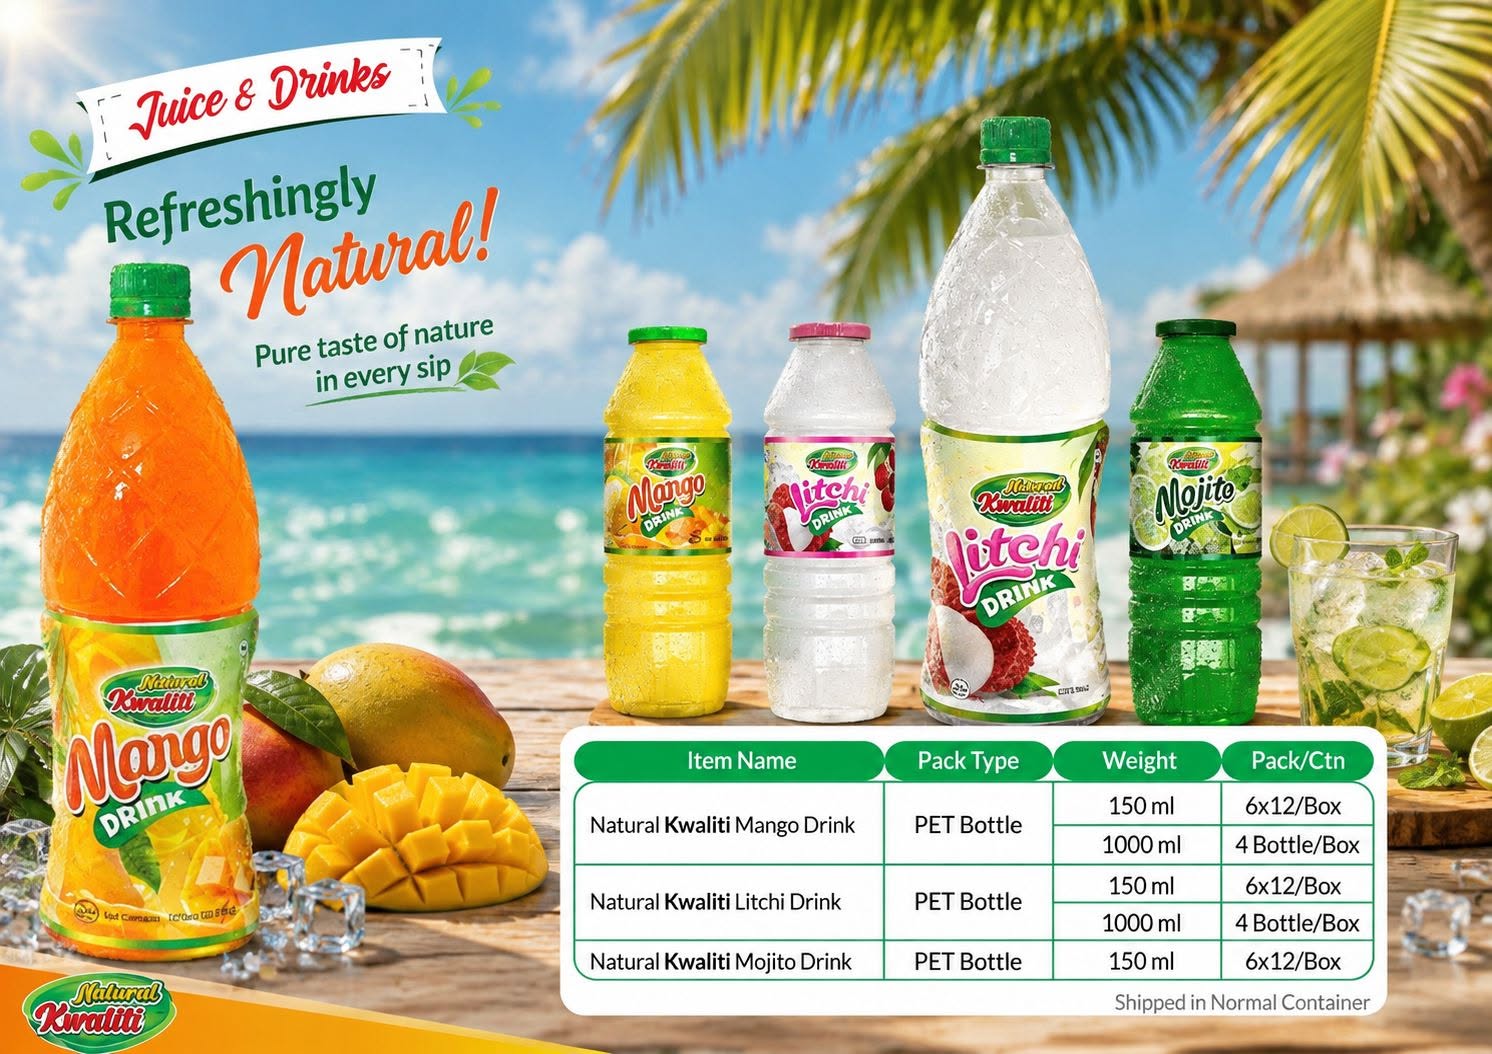 Juice & Drinks
Refreshingly
Natural!
Pure taste of nature
in every sip
Natural
Kwaliti
Mango
DRINK
Natural
Kwaliti
Mango
DRINK
Natural
Kwaliti
Litchi
DRINK
Natural
Kwaliti
Litchi
DRINK
Natural
Kwaliti
Mojito
DRINK
Item Name Pack Type Weight Pack/Ctn
Natural Kwaliti Mango Drink PET Bottle 150 ml 6x12/Box
1000 ml 4 Bottle/Box
Natural Kwaliti Litchi Drink PET Bottle 150 ml 6x12/Box
1000 ml 4 Bottle/Box
Natural Kwaliti Mojito Drink PET Bottle 150 ml 6x12/Box
Shipped in Normal Container
Natural
Kwaliti